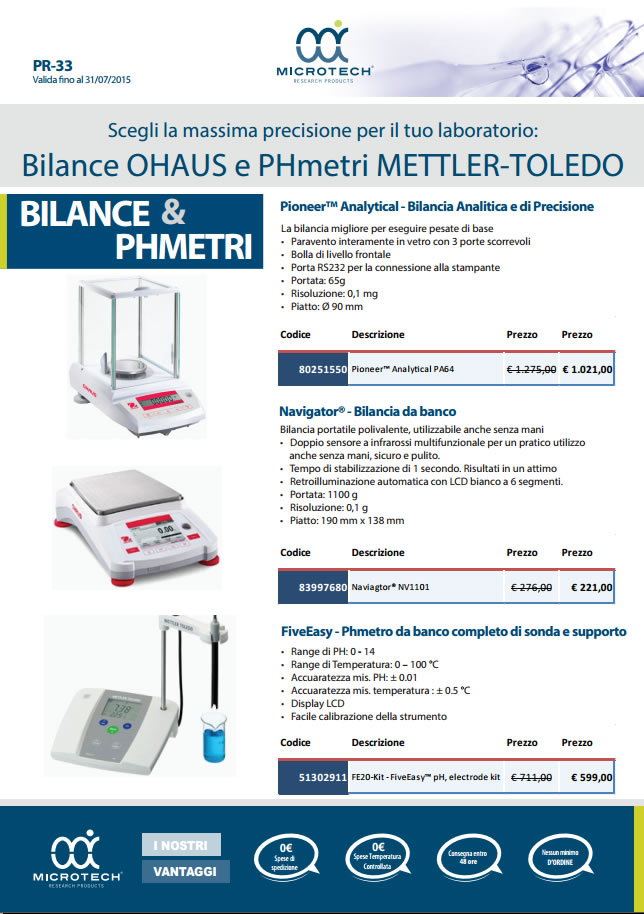 PR-33
Valida fino al 31/07/2015
MICROTECH®
RESEARCH PRODUCTS
Scegli la massima precisione per il tuo laboratorio:
Bilance OHAUS e PHmetri METTLER-TOLEDO
BILANCE &
PHMETRI
Pioneer™ Analytical - Bilancia Analitica e di Precisione
La bilancia migliore per eseguire pesate di base
• Paravento interamente in vetro con 3 porte scorrevoli
• Bolla di livello frontale
• Porta RS232 per la connessione alla stampante
• Portata: 65g
• Risoluzione: 0,1 mg
• Piatto: Ø 90 mm
Codice Descrizione Prezzo Prezzo
80251550 Pioneer™ Analytical PA64 € 1.275,00 € 1.021,00
OHAUS
Navigator® - Bilancia da banco
Bilancia portatile polivalente, utilizzabile anche senza mani
• Doppio sensore a infrarossi multifunzionale per un pratico utilizzo
anche senza mani, sicuro e pulito.
• Tempo di stabilizzazione di 1 secondo. Risultati in un attimo
• Retroilluminazione automatica con LCD bianco a 6 segmenti.
• Portata: 1100 g
• Risoluzione: 0,1 g
• Piatto: 190 mm x 138 mm
Codice Descrizione Prezzo Prezzo
83997680 Naviagtor® NV1101 € 276,00 € 221,00
OHAUS
0.00
FiveEasy - Phmetro da banco completo di sonda e supporto
• Range di PH: 0 - 14
• Range di Temperatura: 0 – 100 °C
• Accuaratezza mis. PH: ± 0.01
• Accuaratezza mis. temperatura : ± 0.5 °C
• Display LCD
• Facile calibrazione della strumento
Codice Descrizione Prezzo Prezzo
51302911 FE20-Kit - FiveEasy™ pH, electrode kit € 711,00 € 599,00
METTLER TOLEDO
7.38
MICROTECH®
RESEARCH PRODUCTS
I NOSTRI
VANTAGGI
0€
Spese di
spedizione
0€
Spese Temperatura
Controllata
Consegna entro
48 ore
Nessun minimo
D'ORDINE